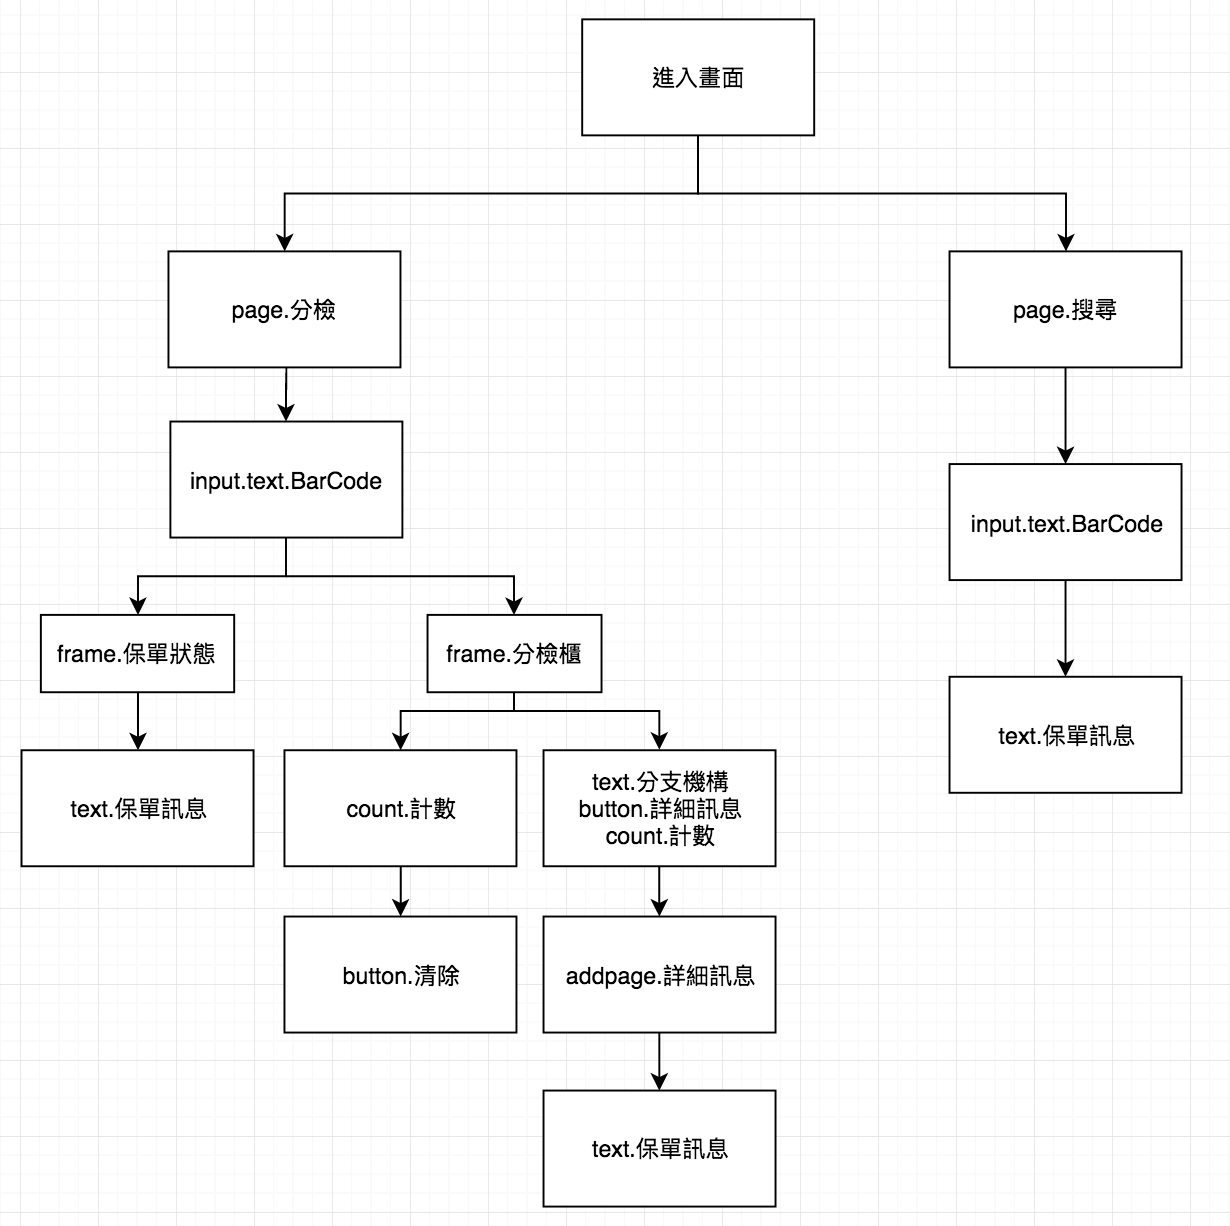 進入畫面
page.分檢
page.搜尋
input.text.BarCode
input.text.BarCode
frame.保單狀態
frame.分檢櫃
text.保單訊息
count.計數
text.分支機構
button.詳細訊息
count.計數
text.保單訊息
button.清除
addpage.詳細訊息
text.保單訊息